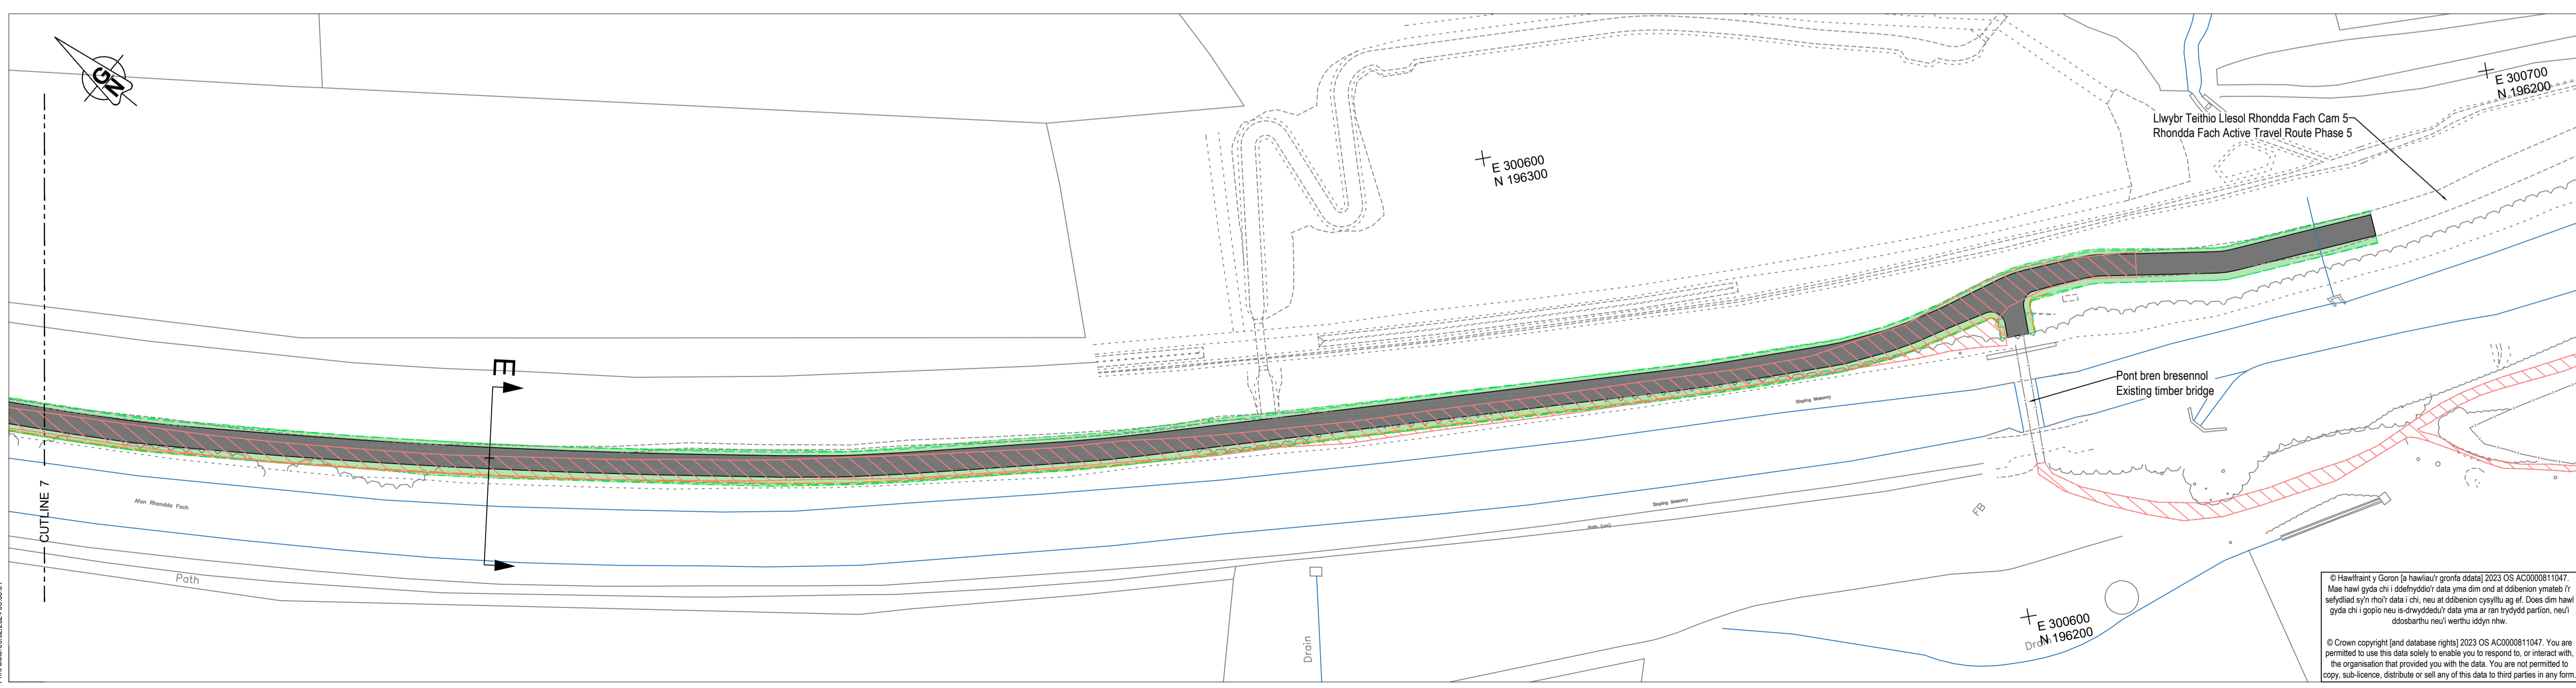 G
N
E 300700
N 196200
Llwybr Teithio Llesol Rhondda Fach Cam 5
Rhondda Fach Active Travel Route Phase 5
E 300600
N 196300
E
Pont bren bresennol
Existing timber bridge
Sloping Masonry
CUTLINE 7
Afon Rhondda Fach
Sloping Masonry
Path (um)
FB
Path
Drain
E 300600
N 196200
Drain
© Hawlfraint y Goron [a hawliau'r gronfa ddata] 2023 OS AC0000811047.
Mae hawl gyda chi i ddefnyddio'r data yma dim ond at ddibenion ymateb i'r
sefydliad sy'n rhoi'r data i chi, neu at ddibenion cysylltu ag ef. Does dim hawl
gyda chi i gopïo neu is-drwyddedu'r data yma ar ran trydydd partion, neu'i
ddosbarthu neu'i werthu iddyn nhw.
© Crown copyright [and database rights] 2023 OS AC0000811047. You are
permitted to use this data solely to enable you to respond to, or interact with,
the organisation that provided you with the data. You are not permitted to
copy, sub-licence, distribute or sell any of this data to third parties in any form.